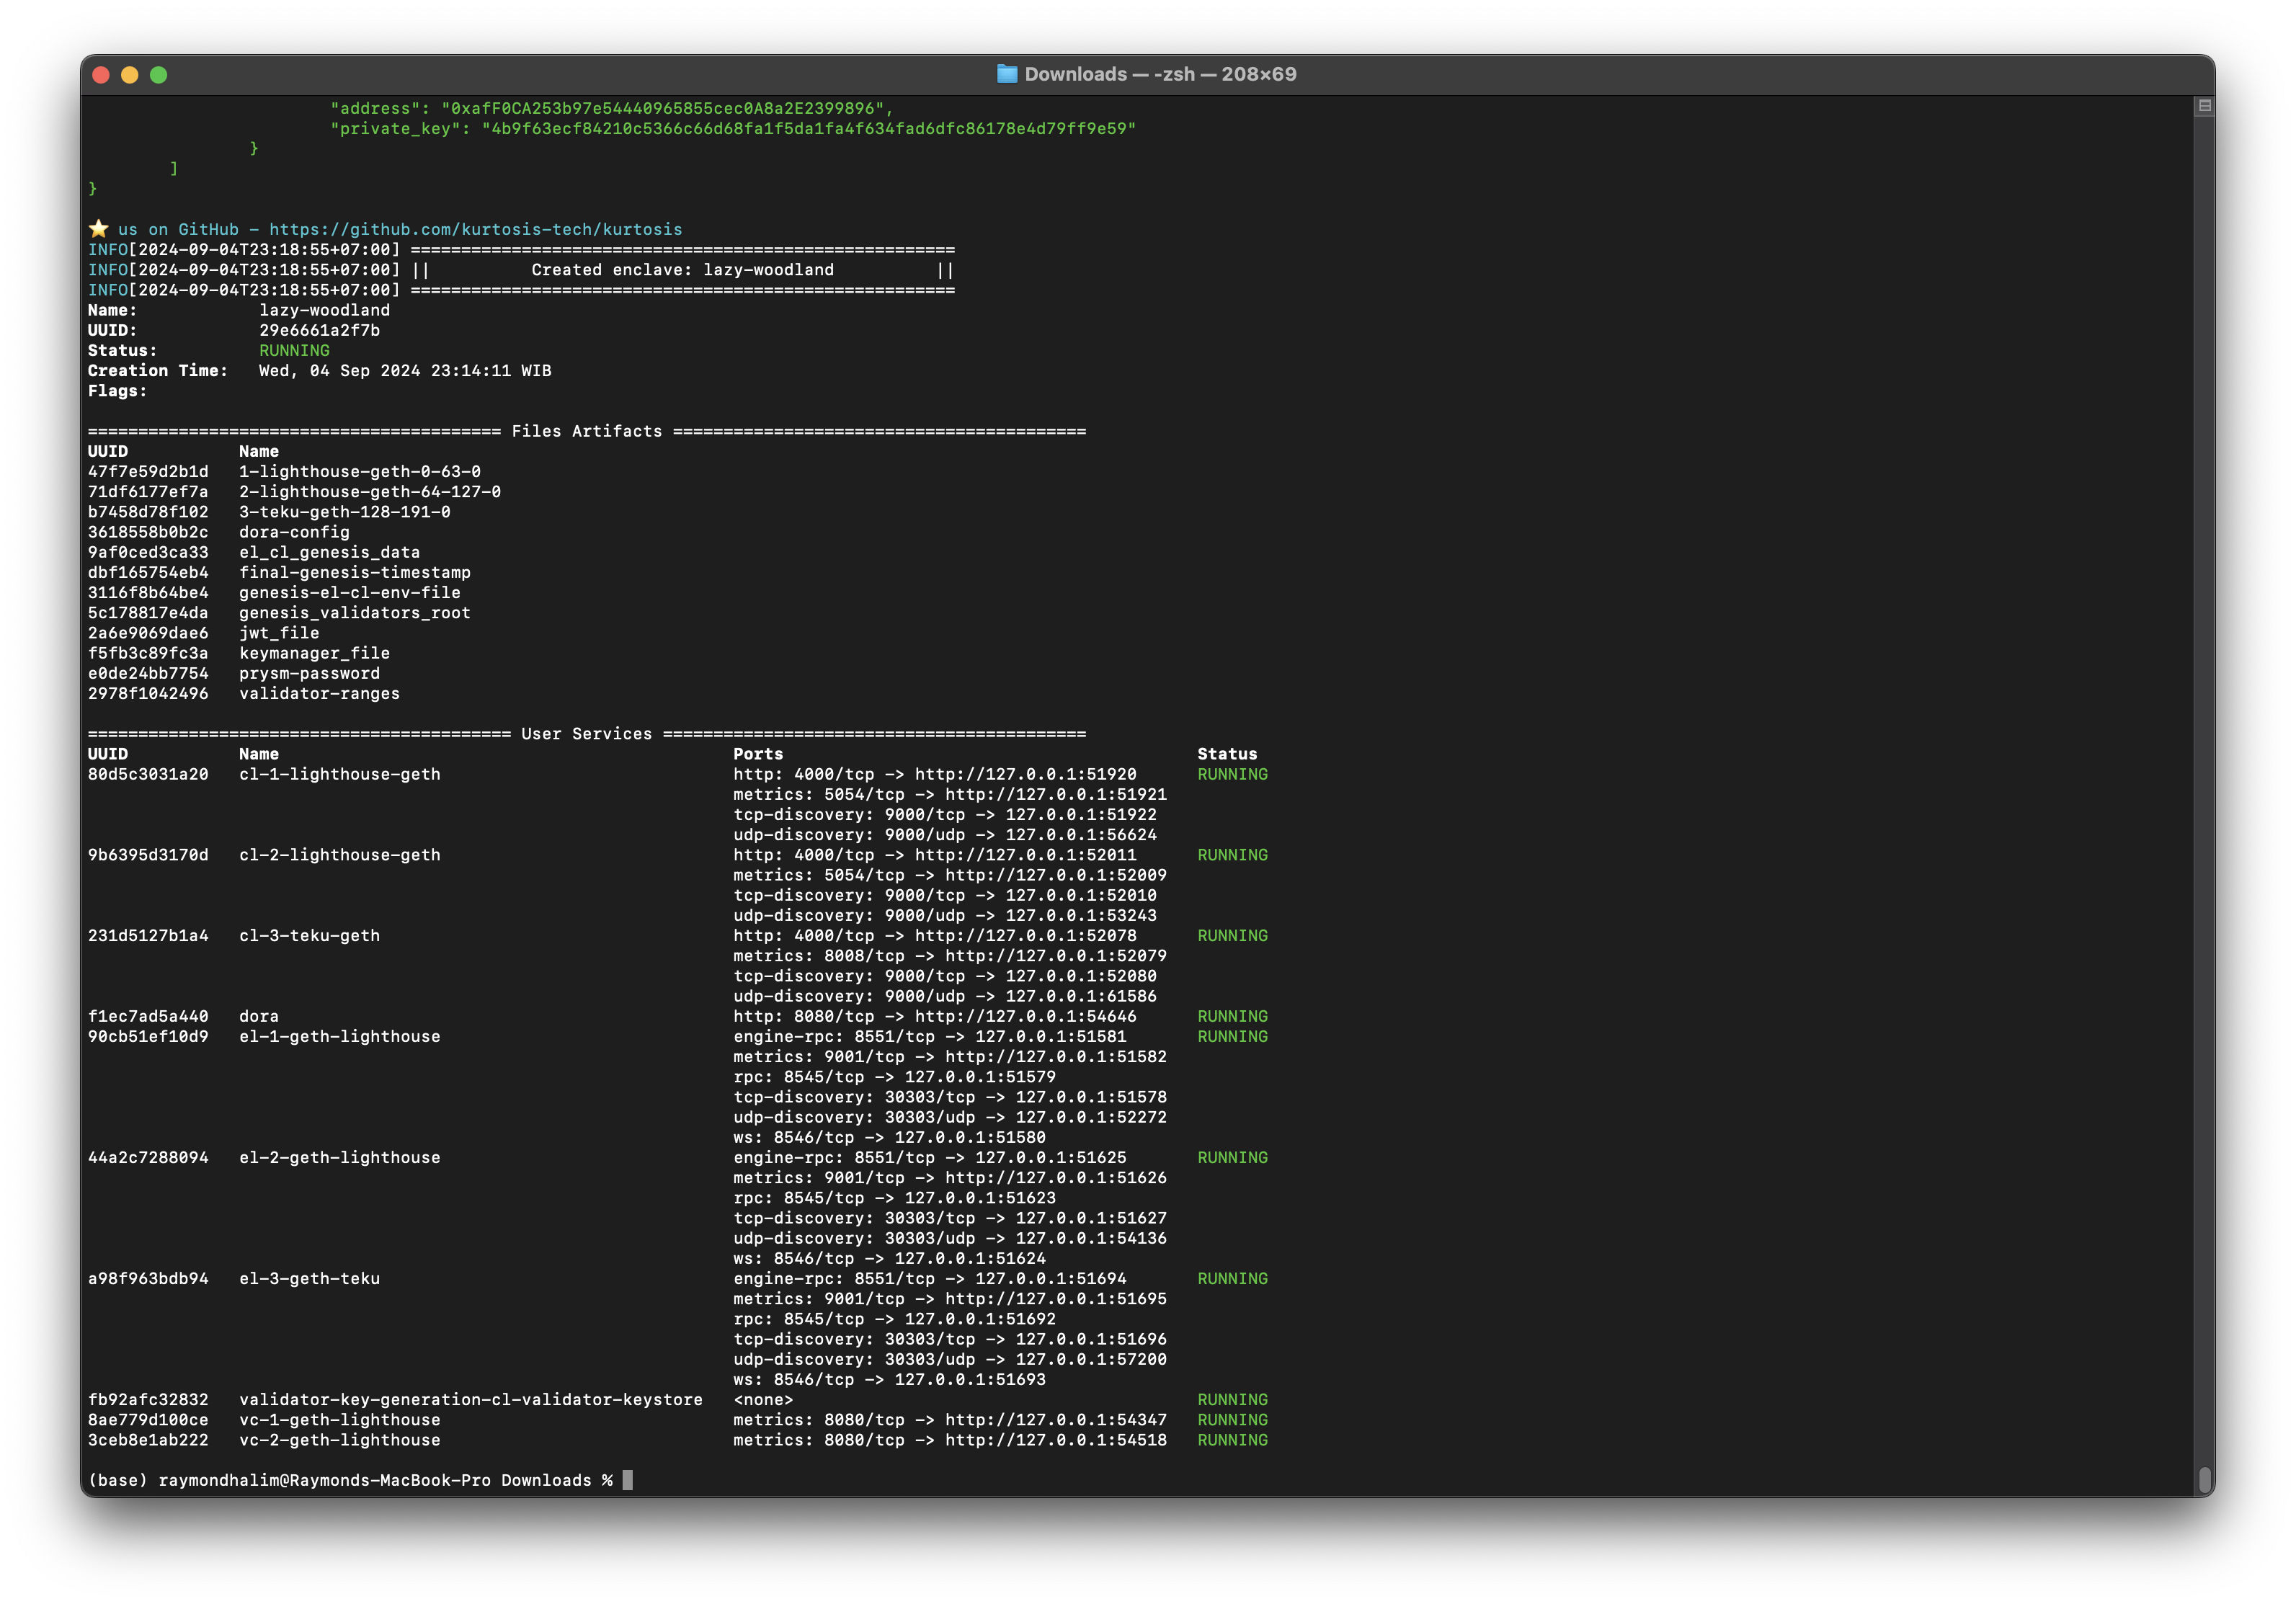 Downloads — -zsh — 208×69
"address": "0xafF0CA253b97e54440965855cec0A8a2E2399896",
"private_key": "4b9f63ecf84210c5366c66d68fa1f5da1fa4f634fad6dfc86178e4d79ff9e59"
}
]
}
⭐ us on GitHub - https://github.com/kurtosis-tech/kurtosis
INFO[2024-09-04T23:18:55+07:00] ======================================================
INFO[2024-09-04T23:18:55+07:00] ||          Created enclave: lazy-woodland          ||
INFO[2024-09-04T23:18:55+07:00] ======================================================
Name:            lazy-woodland
UUID:            29e6661a2f7b
Status:          RUNNING
Creation Time:   Wed, 04 Sep 2024 23:14:11 WIB
Flags:
========================================= Files Artifacts =========================================
UUID           Name
47f7e59d2b1d   1-lighthouse-geth-0-63-0
71df6177ef7a   2-lighthouse-geth-64-127-0
b7458d78f102   3-teku-geth-128-191-0
3618558b0b2c   dora-config
9af0ced3ca33   el_cl_genesis_data
dbf165754eb4   final-genesis-timestamp
3116f8b64be4   genesis-el-cl-env-file
5c178817e4da   genesis_validators_root
2a6e9069dae6   jwt_file
f5fb3c89fc3a   keymanager_file
e0de24bb7754   prysm-password
2978f1042496   validator-ranges
========================================== User Services ==========================================
UUID           Name                                             Ports                                         Status
80d5c3031a20   cl-1-lighthouse-geth                             http: 4000/tcp -> http://127.0.0.1:51920      RUNNING
metrics: 5054/tcp -> http://127.0.0.1:51921
tcp-discovery: 9000/tcp -> 127.0.0.1:51922
udp-discovery: 9000/udp -> 127.0.0.1:56624
9b6395d3170d   cl-2-lighthouse-geth                             http: 4000/tcp -> http://127.0.0.1:52011      RUNNING
metrics: 5054/tcp -> http://127.0.0.1:52009
tcp-discovery: 9000/tcp -> 127.0.0.1:52010
udp-discovery: 9000/udp -> 127.0.0.1:53243
231d5127b1a4   cl-3-teku-geth                                   http: 4000/tcp -> http://127.0.0.1:52078      RUNNING
metrics: 8008/tcp -> http://127.0.0.1:52079
tcp-discovery: 9000/tcp -> 127.0.0.1:52080
udp-discovery: 9000/udp -> 127.0.0.1:61586
f1ec7ad5a440   dora                                             http: 8080/tcp -> http://127.0.0.1:54646      RUNNING
90cb51ef10d9   el-1-geth-lighthouse                             engine-rpc: 8551/tcp -> 127.0.0.1:51581       RUNNING
metrics: 9001/tcp -> http://127.0.0.1:51582
rpc: 8545/tcp -> 127.0.0.1:51579
tcp-discovery: 30303/tcp -> 127.0.0.1:51578
udp-discovery: 30303/udp -> 127.0.0.1:52272
ws: 8546/tcp -> 127.0.0.1:51580
44a2c7288094   el-2-geth-lighthouse                             engine-rpc: 8551/tcp -> 127.0.0.1:51625       RUNNING
metrics: 9001/tcp -> http://127.0.0.1:51626
rpc: 8545/tcp -> 127.0.0.1:51623
tcp-discovery: 30303/tcp -> 127.0.0.1:51627
udp-discovery: 30303/udp -> 127.0.0.1:54136
ws: 8546/tcp -> 127.0.0.1:51624
a98f963bdb94   el-3-geth-teku                                   engine-rpc: 8551/tcp -> 127.0.0.1:51694       RUNNING
metrics: 9001/tcp -> http://127.0.0.1:51695
rpc: 8545/tcp -> 127.0.0.1:51692
tcp-discovery: 30303/tcp -> 127.0.0.1:51696
udp-discovery: 30303/udp -> 127.0.0.1:57200
ws: 8546/tcp -> 127.0.0.1:51693
fb92afc32832   validator-key-generation-cl-validator-keystore   <none>                                        RUNNING
8ae779d100ce   vc-1-geth-lighthouse                             metrics: 8080/tcp -> http://127.0.0.1:54347   RUNNING
3ceb8e1ab222   vc-2-geth-lighthouse                             metrics: 8080/tcp -> http://127.0.0.1:54518   RUNNING
(base) raymondhalim@Raymonds-MacBook-Pro Downloads %